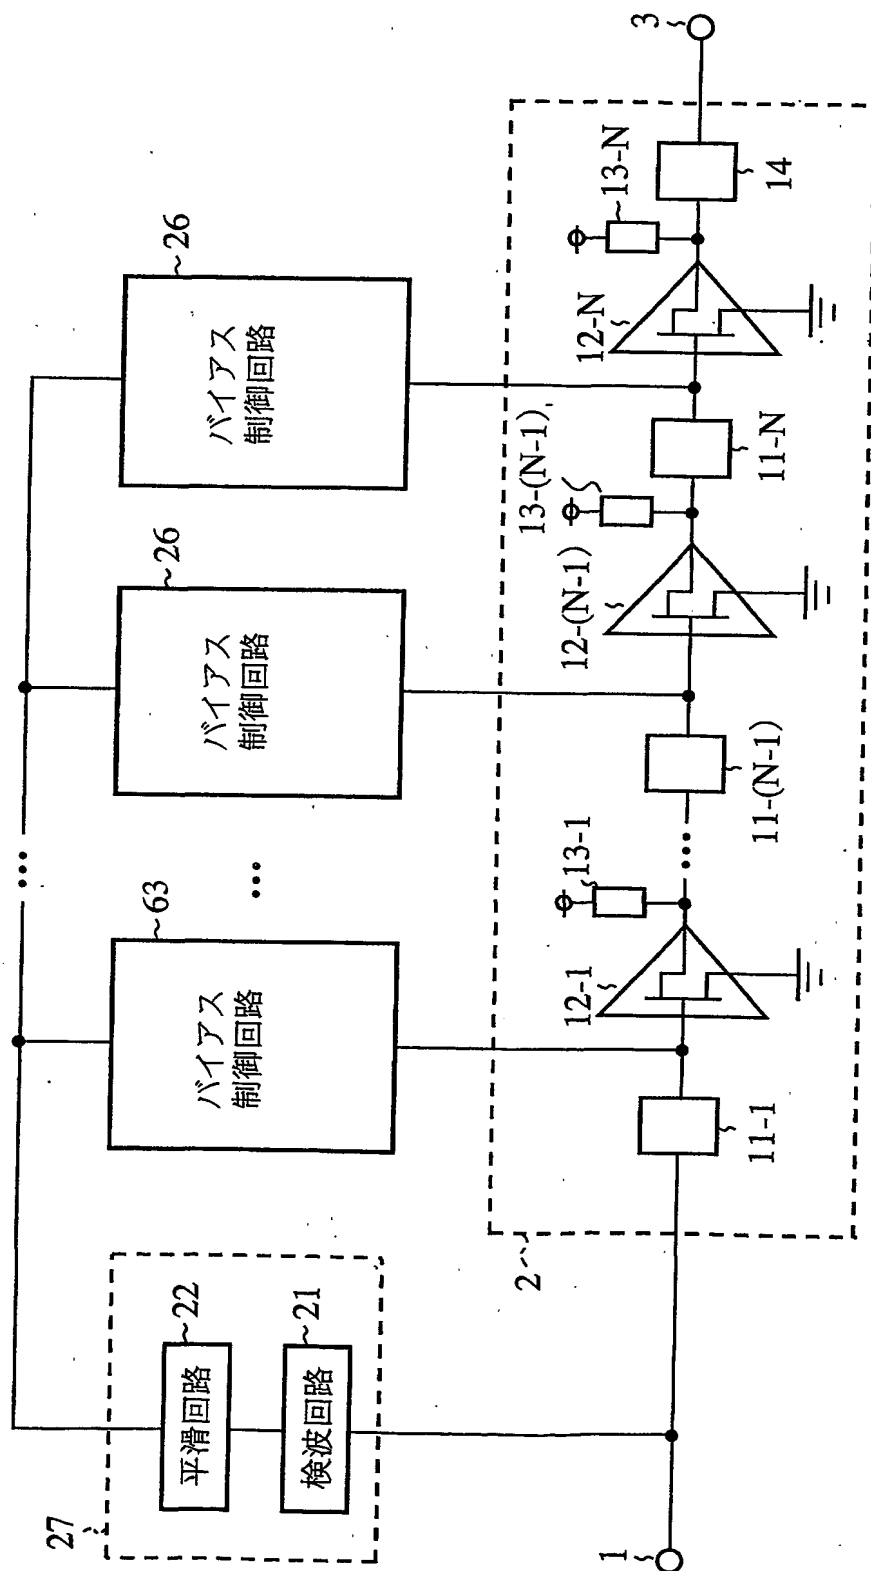 1
27
平滑回路
22
検波回路
21
バイアス
制御回路
63
...
...
バイアス
制御回路
26
バイアス
制御回路
26
2
11-1
12-1
13-1
...
11-(N-1)
12-(N-1)
13-(N-1)
11-N
12-N
13-N
14
3